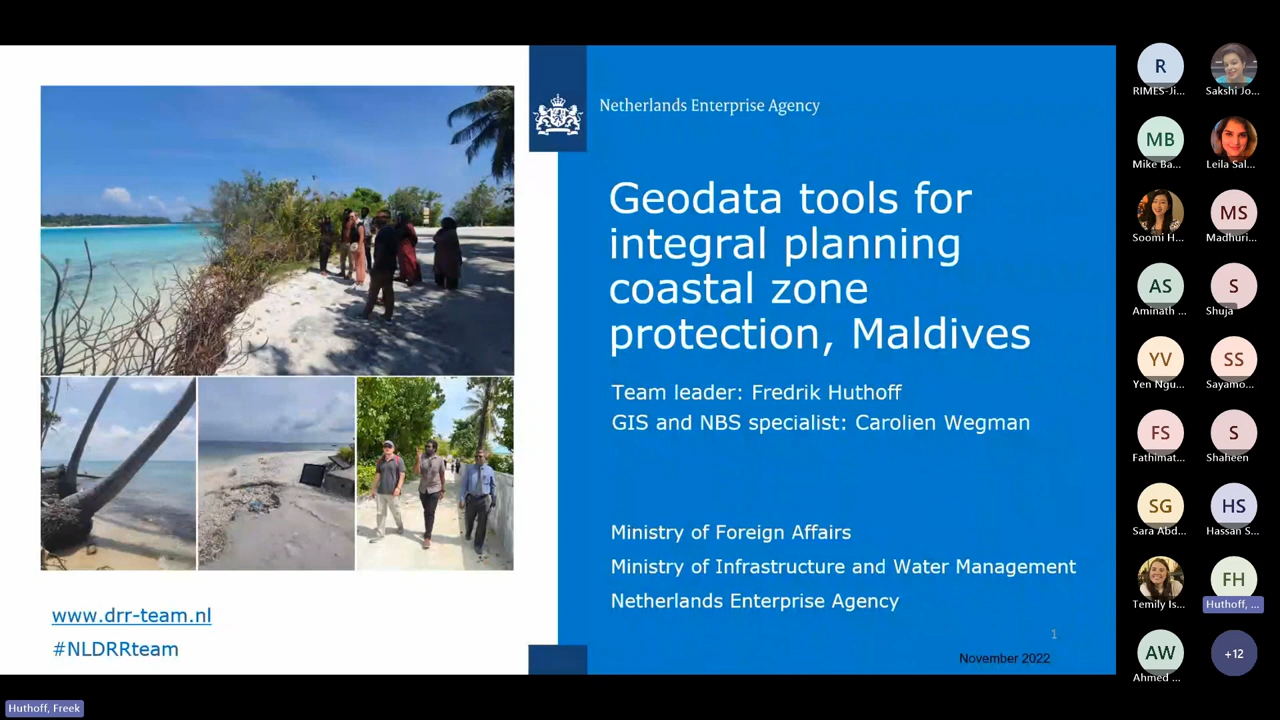 Netherlands Enterprise Agency
Geodata tools for
integral planning
coastal zone
protection, Maldives
Team leader: Fredrik Huthoff
GIS and NBS specialist: Carolien Wegman
Ministry of Foreign Affairs
Ministry of Infrastructure and Water Management
Netherlands Enterprise Agency
1
November 2022
www.drr-team.nl
#NLDRRteam
Huthoff, Freek
R
RIMES-Ji...
Sakshi Jo...
MB
Mike Ba...
Leila Sal...
Soomi H...
MS
Madhuri...
AS
Aminath ...
S
Shuja
YV
Yen Ngu...
SS
Sayamo...
FS
Fathimat...
S
Shaheen
SG
Sara Abd...
HS
Hassan S...
Temily Is...
FH
Huthoff, ...
AW
Ahmed ...
+12